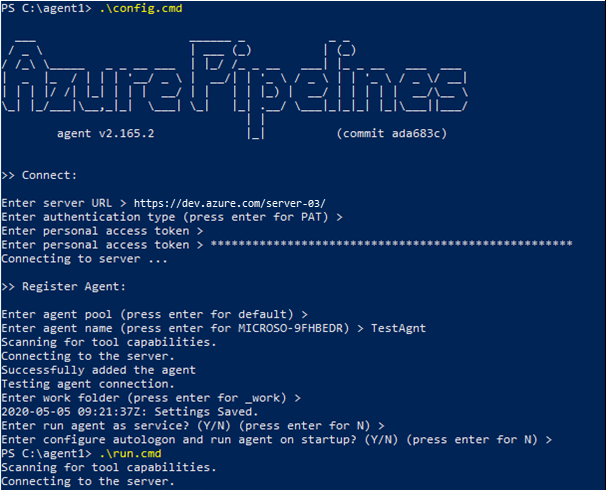 PS C:\agent1> .\config.cmd
AzurePipelines
agent v2.165.2 (commit ada683c)
>> Connect:
Enter server URL > https://dev.azure.com/server-03/
Enter authentication type (press enter for PAT) >
Enter personal access token >
Enter personal access token > ****************************************************
Connecting to server ...
>> Register Agent:
Enter agent pool (press enter for default) >
Enter agent name (press enter for MICROSO-9FHBEDR) > TestAgnt
Scanning for tool capabilities.
Connecting to the server.
Successfully added the agent
Testing agent connection.
Enter work folder (press enter for _work) >
2020-05-05 09:21:37Z: Settings Saved.
Enter run agent as service? (Y/N) (press enter for N) >
Enter configure autologon and run agent on startup? (Y/N) (press enter for N) >
PS C:\agent1> .\run.cmd
Scanning for tool capabilities.
Connecting to the server.